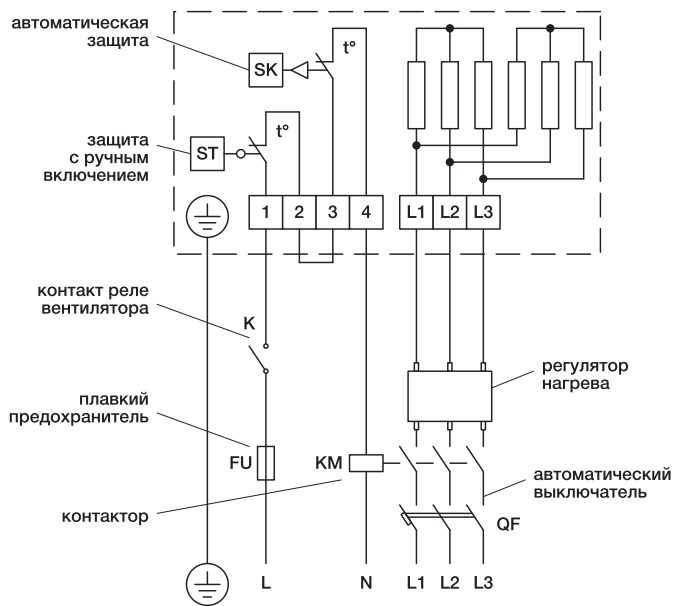 автоматическая
защита
SK
t°
защита
с ручным
включением
ST
t°
1 2 3 4 L1 L2 L3
контакт реле
вентилятора
K
регулятор
нагрева
плавкий
предохранитель
FU
KM
автоматический
выключатель
контактор
QF
L N L1 L2 L3